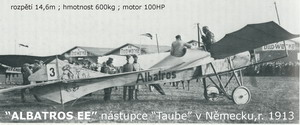 rozpětí 14,6m ; hmotnost 600kg ; motor 100HP
3
Albatros
"ALBATROS EE" nástupce "Taube" v Německu,r. 1913